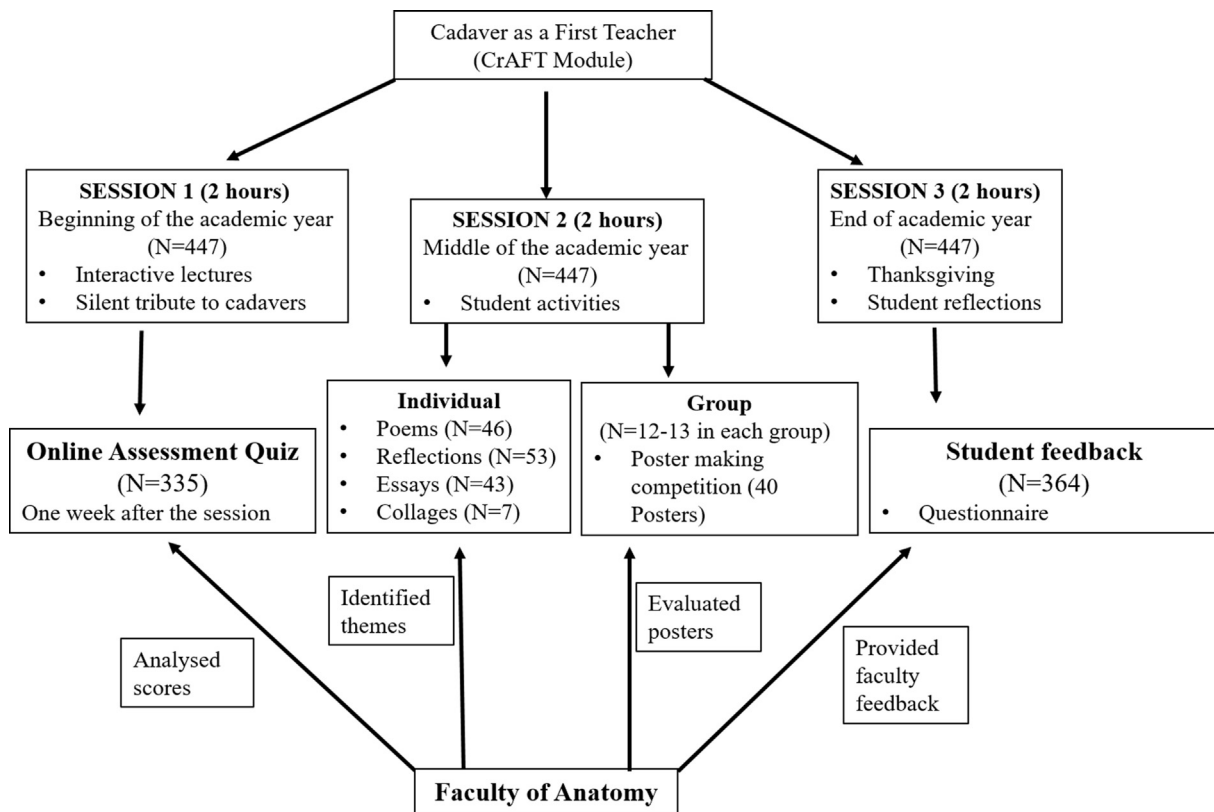 Cadaver as a First Teacher
(CrAFT Module)
SESSION 1 (2 hours)
Beginning of the academic year
(N=447)
• Interactive lectures
• Silent tribute to cadavers
SESSION 2 (2 hours)
Middle of the academic year
(N=447)
• Student activities
SESSION 3 (2 hours)
End of academic year
(N=447)
• Thanksgiving
• Student reflections
Online Assessment Quiz
(N=335)
One week after the session
Individual
• Poems (N=46)
• Reflections (N=53)
• Essays (N=43)
• Collages (N=7)
Group
(N=12-13 in each group)
• Poster making
competition (40
Posters)
Student feedback
(N=364)
• Questionnaire
Analysed
scores
Identified
themes
Evaluated
posters
Provided
faculty
feedback
Faculty of Anatomy